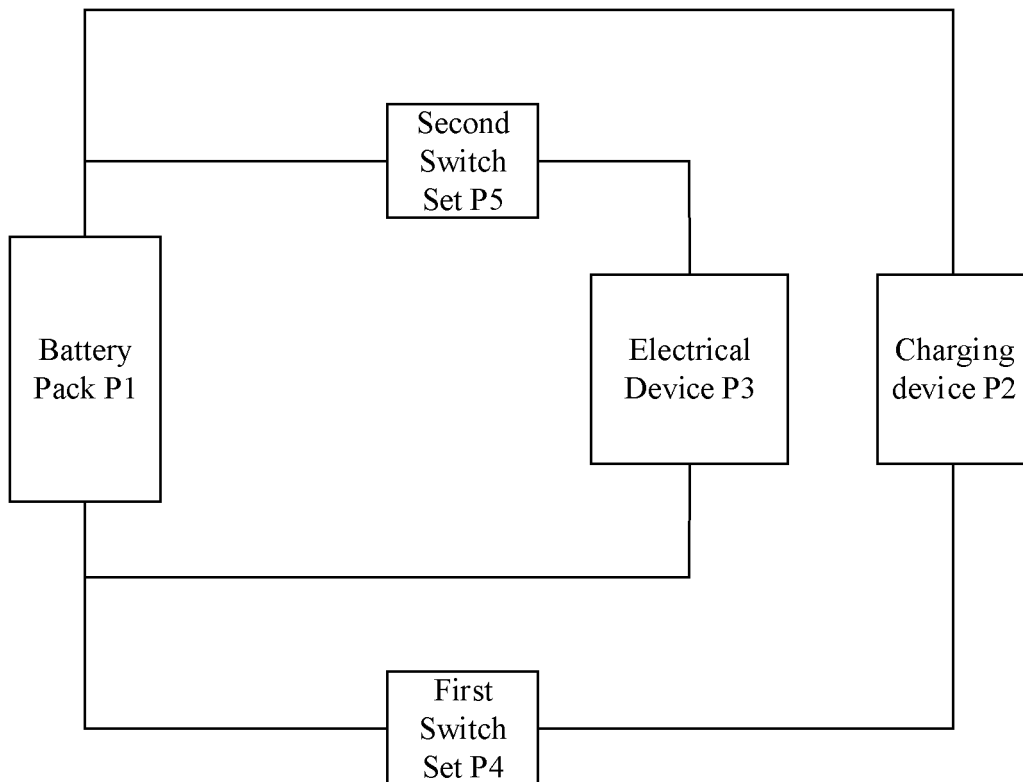 Second
Switch
Set P5
Battery
Pack P1
Electrical
Device P3
Charging
device P2
First
Switch
Set P4